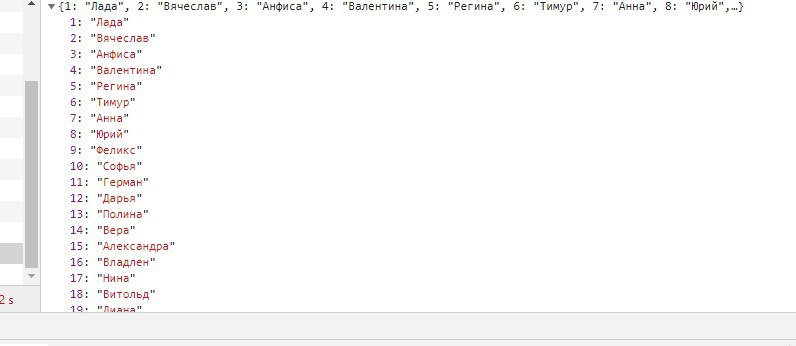 ▼{1: "Лада", 2: "Вячеслав", 3: "Анфиса", 4: "Валентина", 5: "Регина", 6: "Тимур", 7: "Анна", 8: "Юрий",…}
1: "Лада"
2: "Вячеслав"
3: "Анфиса"
4: "Валентина"
5: "Регина"
6: "Тимур"
7: "Анна"
8: "Юрий"
9: "Феликс"
10: "Софья"
11: "Герман"
12: "Дарья"
13: "Полина"
14: "Вера"
15: "Александра"
16: "Владлен"
17: "Нина"
18: "Витольд"
19: "Диана"
2 s